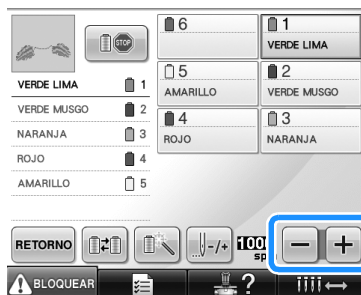 6
1
VERDE LIMA
5
AMARILLO
2
VERDE MUSGO
4
ROJO
3
NARANJA
STOP
VERDE LIMA 1
VERDE MUSGO 2
NARANJA 3
ROJO 4
AMARILLO 5
RETORNO
-/+
− +
BLOQUEAR
?